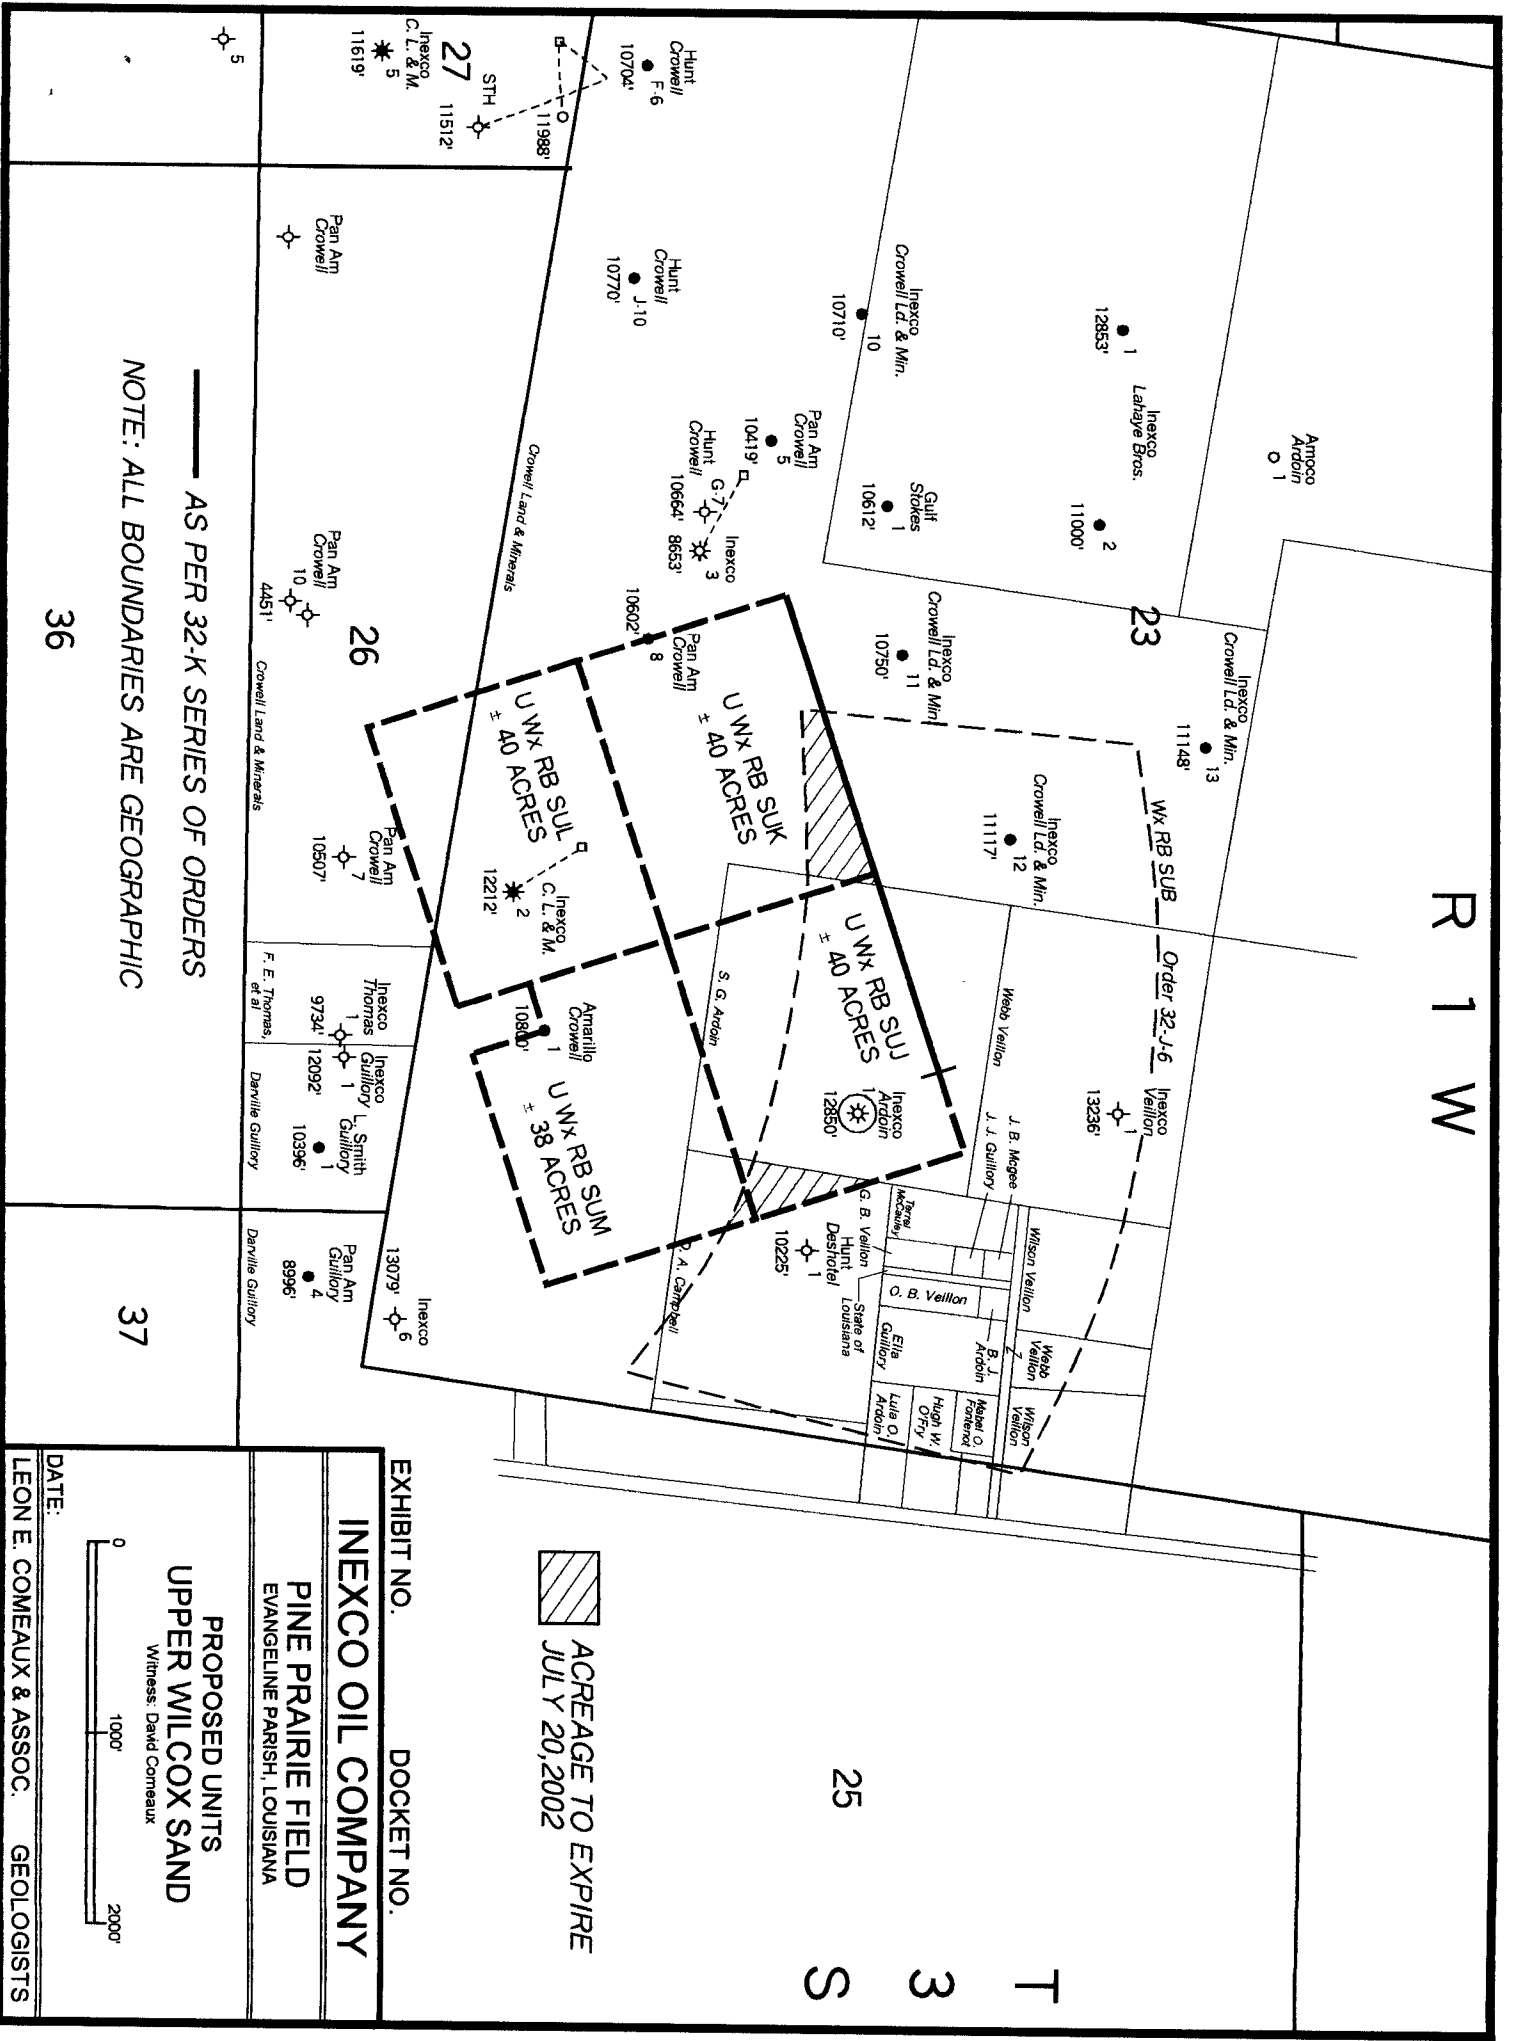 R 1 W
T
3
S
Amoco
Ardoin
1
Inexco
Lahaye Bros.
1
12853'
2
11000'
23
Inexco
Crowell Ld. & Min.
13
11148'
Inexco
Crowell Ld. & Min.
10
10710'
Gulf
Stokes
1
10612'
Inexco
Crowell Ld. & Min.
11
10750'
Inexco
Crowell Ld. & Min.
12
11117'
Wx RB SUB
Order 32-J-6
Inexco
Veillon
1
13236'
Webb Veillon
J. B. Mcgee
J. J. Guillory
Wilson Veillon
Webb
Veillon
Wilson
Veillon
Z
Terrel
McCauley
G. B. Veillon
State of
Louisiana
O. B. Veillon
B. J.
Ardoin
Ella
Guillory
Mabel O.
Fontenot
Hugh W.
O'Fry
Lula O.
Ardoin
Hunt
Deshotel
1
10225'
D. A. Campbell
Hunt
Crowell
F-6
10704'
Hunt
Crowell
J-10
10770'
Pan Am
Crowell
5
10419'
Hunt
Crowell
G-7
10664'
Inexco
3
8653'
Pan Am
Crowell
8
10602'
U Wx RB SUK
± 40 ACRES
U Wx RB SUJ
± 40 ACRES
Inexco
Ardoin
1
12850'
S. G. Ardoin
U Wx RB SUL
± 40 ACRES
Inexco
C. L. & M.
2
12212'
Amarillo
Crowell
1
10800'
U Wx RB SUM
± 38 ACRES
Crowell Land & Minerals
27
STH
11512'
11988'
Inexco
C. L. & M.
5
11619'
5
Pan Am
Crowell
26
Pan Am
Crowell
10
4451'
Crowell Land & Minerals
Pan Am
Crowell
7
10507'
F. E. Thomas,
et al
Inexco
Thomas
1
9734'
Inexco
Guillory
1
12092'
L. Smith
Guillory
1
10396'
Darville Guillory
Inexco
6
13079'
Pan Am
Guillory
4
8996'
Darville Guillory
25
36
37
AS PER 32-K SERIES OF ORDERS
NOTE: ALL BOUNDARIES ARE GEOGRAPHIC
ACREAGE TO EXPIRE
JULY 20,2002
EXHIBIT NO. DOCKET NO.
INEXCO OIL COMPANY
PINE PRAIRIE FIELD
EVANGELINE PARISH, LOUISIANA
PROPOSED UNITS
UPPER WILCOX SAND
Witness: David Comeaux
0 1000' 2000'
DATE:
LEON E. COMEAUX & ASSOC. GEOLOGISTS